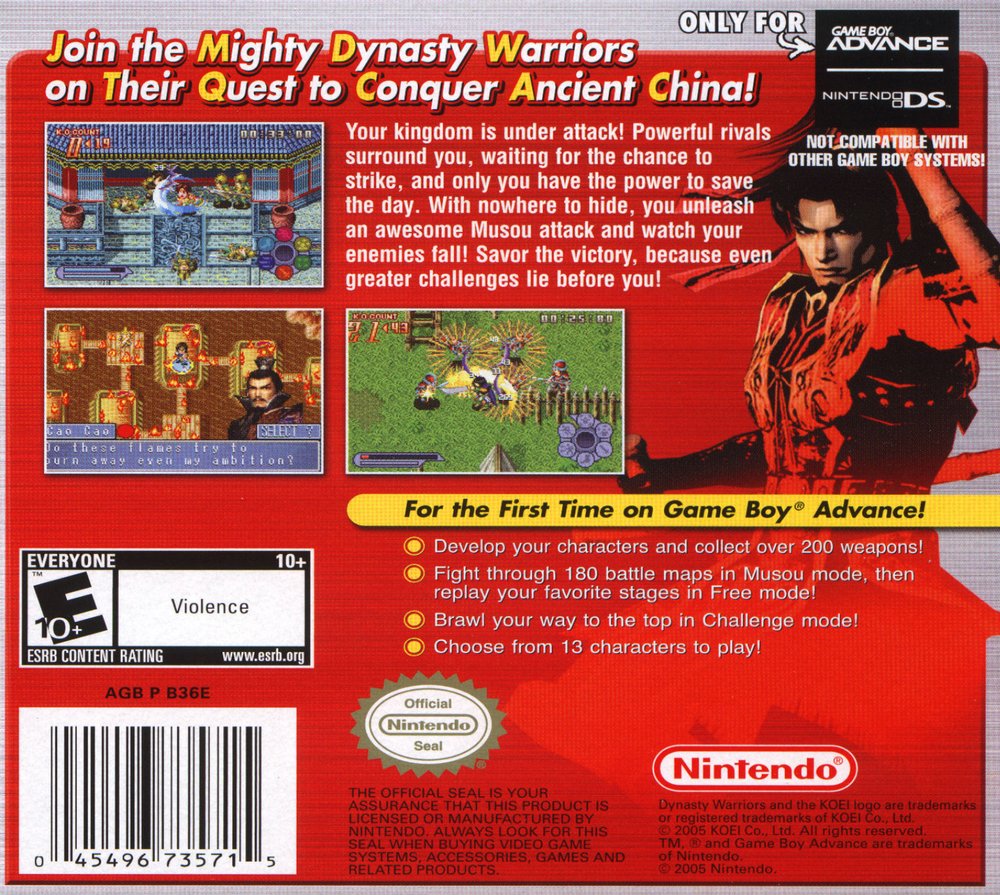 Join the Mighty Dynasty Warriors
on Their Quest to Conquer Ancient China!
ONLY FOR
GAME BOY
ADVANCE
NINTENDO DS
NOT COMPATIBLE WITH
OTHER GAME BOY SYSTEMS!
K.O.COUNT
00:33:00
Your kingdom is under attack! Powerful rivals
surround you, waiting for the chance to
strike, and only you have the power to save
the day. With nowhere to hide, you unleash
an awesome Musou attack and watch your
enemies fall! Savor the victory, because even
greater challenges lie before you!
Cao Cao
SELECT ?
Do these flames try to
burn away even my ambition?
K.O.COUNT
00:25:80
For the First Time on Game Boy® Advance!
Develop your characters and collect over 200 weapons!
Fight through 180 battle maps in Musou mode, then
replay your favorite stages in Free mode!
Brawl your way to the top in Challenge mode!
Choose from 13 characters to play!
EVERYONE 10+
™
E
10+
Violence
ESRB CONTENT RATING www.esrb.org
AGB P B36E
0 45496 73571 5
Official
Nintendo
Seal
®
THE OFFICIAL SEAL IS YOUR
ASSURANCE THAT THIS PRODUCT IS
LICENSED OR MANUFACTURED BY
NINTENDO. ALWAYS LOOK FOR THIS
SEAL WHEN BUYING VIDEO GAME
SYSTEMS, ACCESSORIES, GAMES AND
RELATED PRODUCTS.
Nintendo®
Dynasty Warriors and the KOEI logo are trademarks
or registered trademarks of KOEI Co., Ltd.
© 2005 KOEI Co., Ltd. All rights reserved.
TM, ® and Game Boy Advance are trademarks
of Nintendo.
© 2005 Nintendo.